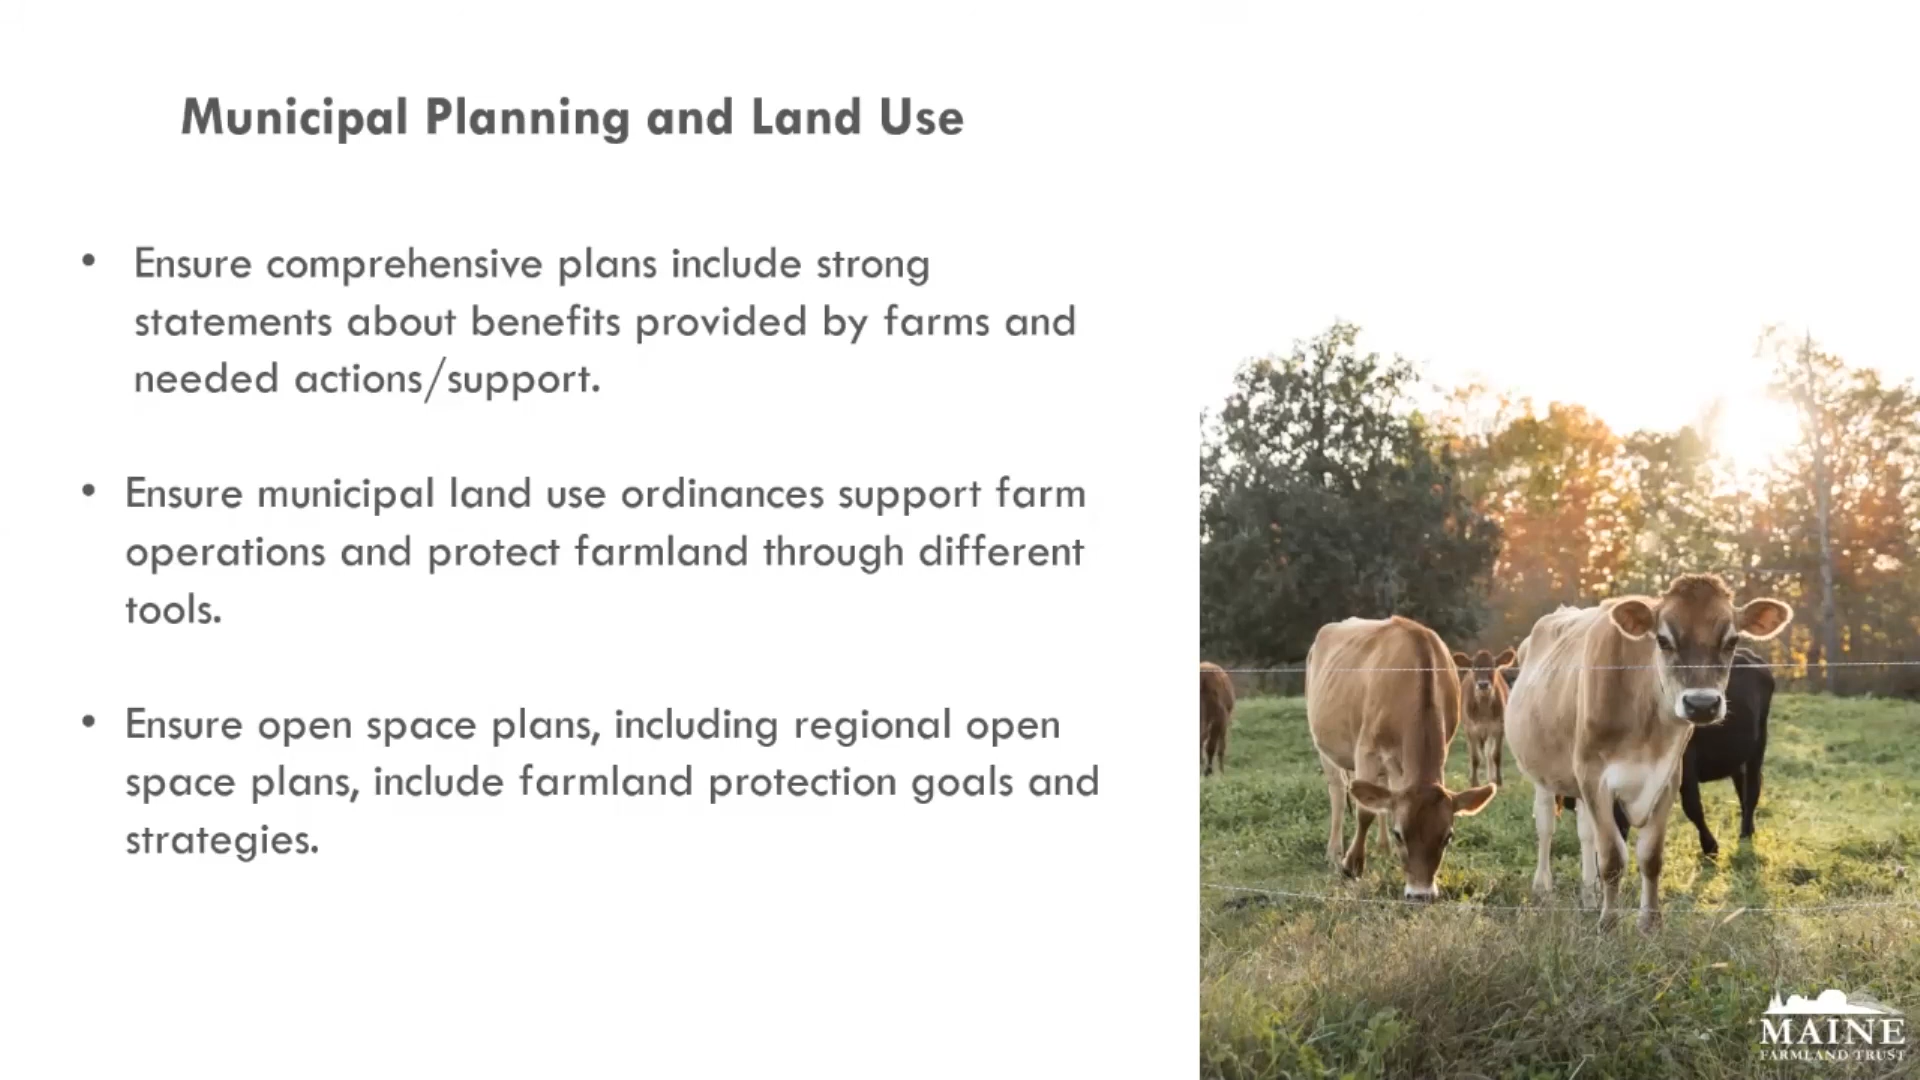 Municipal Planning and Land Use
• Ensure comprehensive plans include strong
statements about benefits provided by farms and
needed actions/support.
• Ensure municipal land use ordinances support farm
operations and protect farmland through different
tools.
• Ensure open space plans, including regional open
space plans, include farmland protection goals and
strategies.
MAINE
FARMLAND TRUST